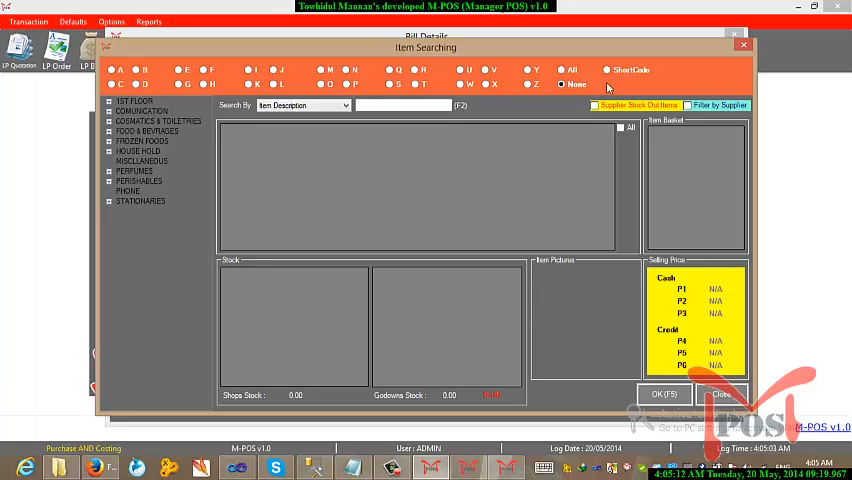 Towhidul Mannan's developed M-POS (Manager POS) v1.0
Transaction Defaults Options Reports
Bill Details
Item Searching
LP Quotation LP Order
A B E F I J M N Q R U V Y All ShortCode
C D G H K L O P S T W X Z None
Search By Item Description (F2) Supplier Stock Out Items Filter by Supplier
1ST FLOOR
COMUNICATION
COSMATICS & TOILETRIES
FOOD & BEVRAGES
FROZEN FOODS
HOUSE HOLD
MISCLLANEOUS
PERFUMES
PERISHABLES
PHONE
STATIONARIES
All
Item Basket
Stock
Item Pictures
Selling Price
Cash
P1 N/A
P2 N/A
P3 N/A
Credit
P4 N/A
P5 N/A
P6 N/A
Shops Stock : 0.00 Godowns Stock : 0.00
OK (F5) Close
Go to PC settings to
M-POS v1.0
POS
Purchase AND Costing M-POS v1.0 User : ADMIN Log Date : 20/05/2014 Log Time : 4:05:03 AM
F...
ENG 4:05 AM
4:05:12 AM, Tuesday, 20 May, 2014 09:19.967